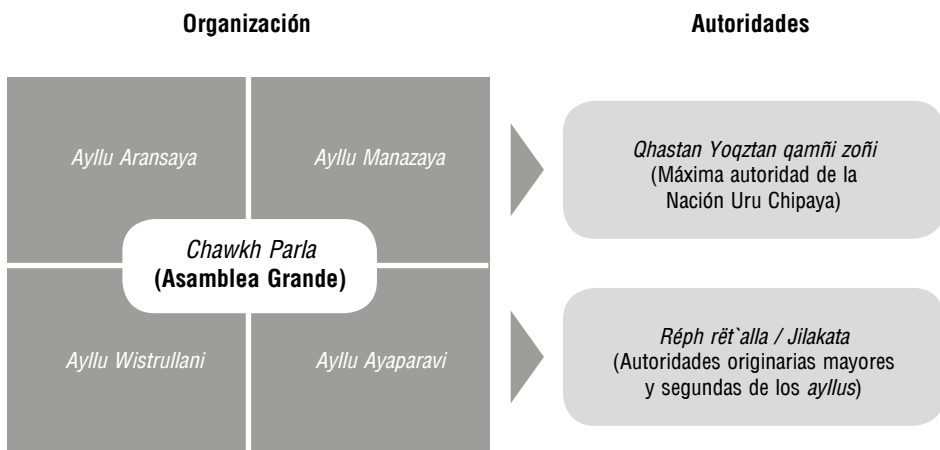 Organización
Autoridades
Ayllu Aransaya
Ayllu Manazaya
Chawkh Parla
(Asamblea Grande)
Ayllu Wistrullani
Ayllu Ayaparavi
Qhastan Yoqztan qamñi zoñi
(Máxima autoridad de la
Nación Uru Chipaya)
Réph rët`alla / Jilakata
(Autoridades originarias mayores
y segundas de los ayllus)